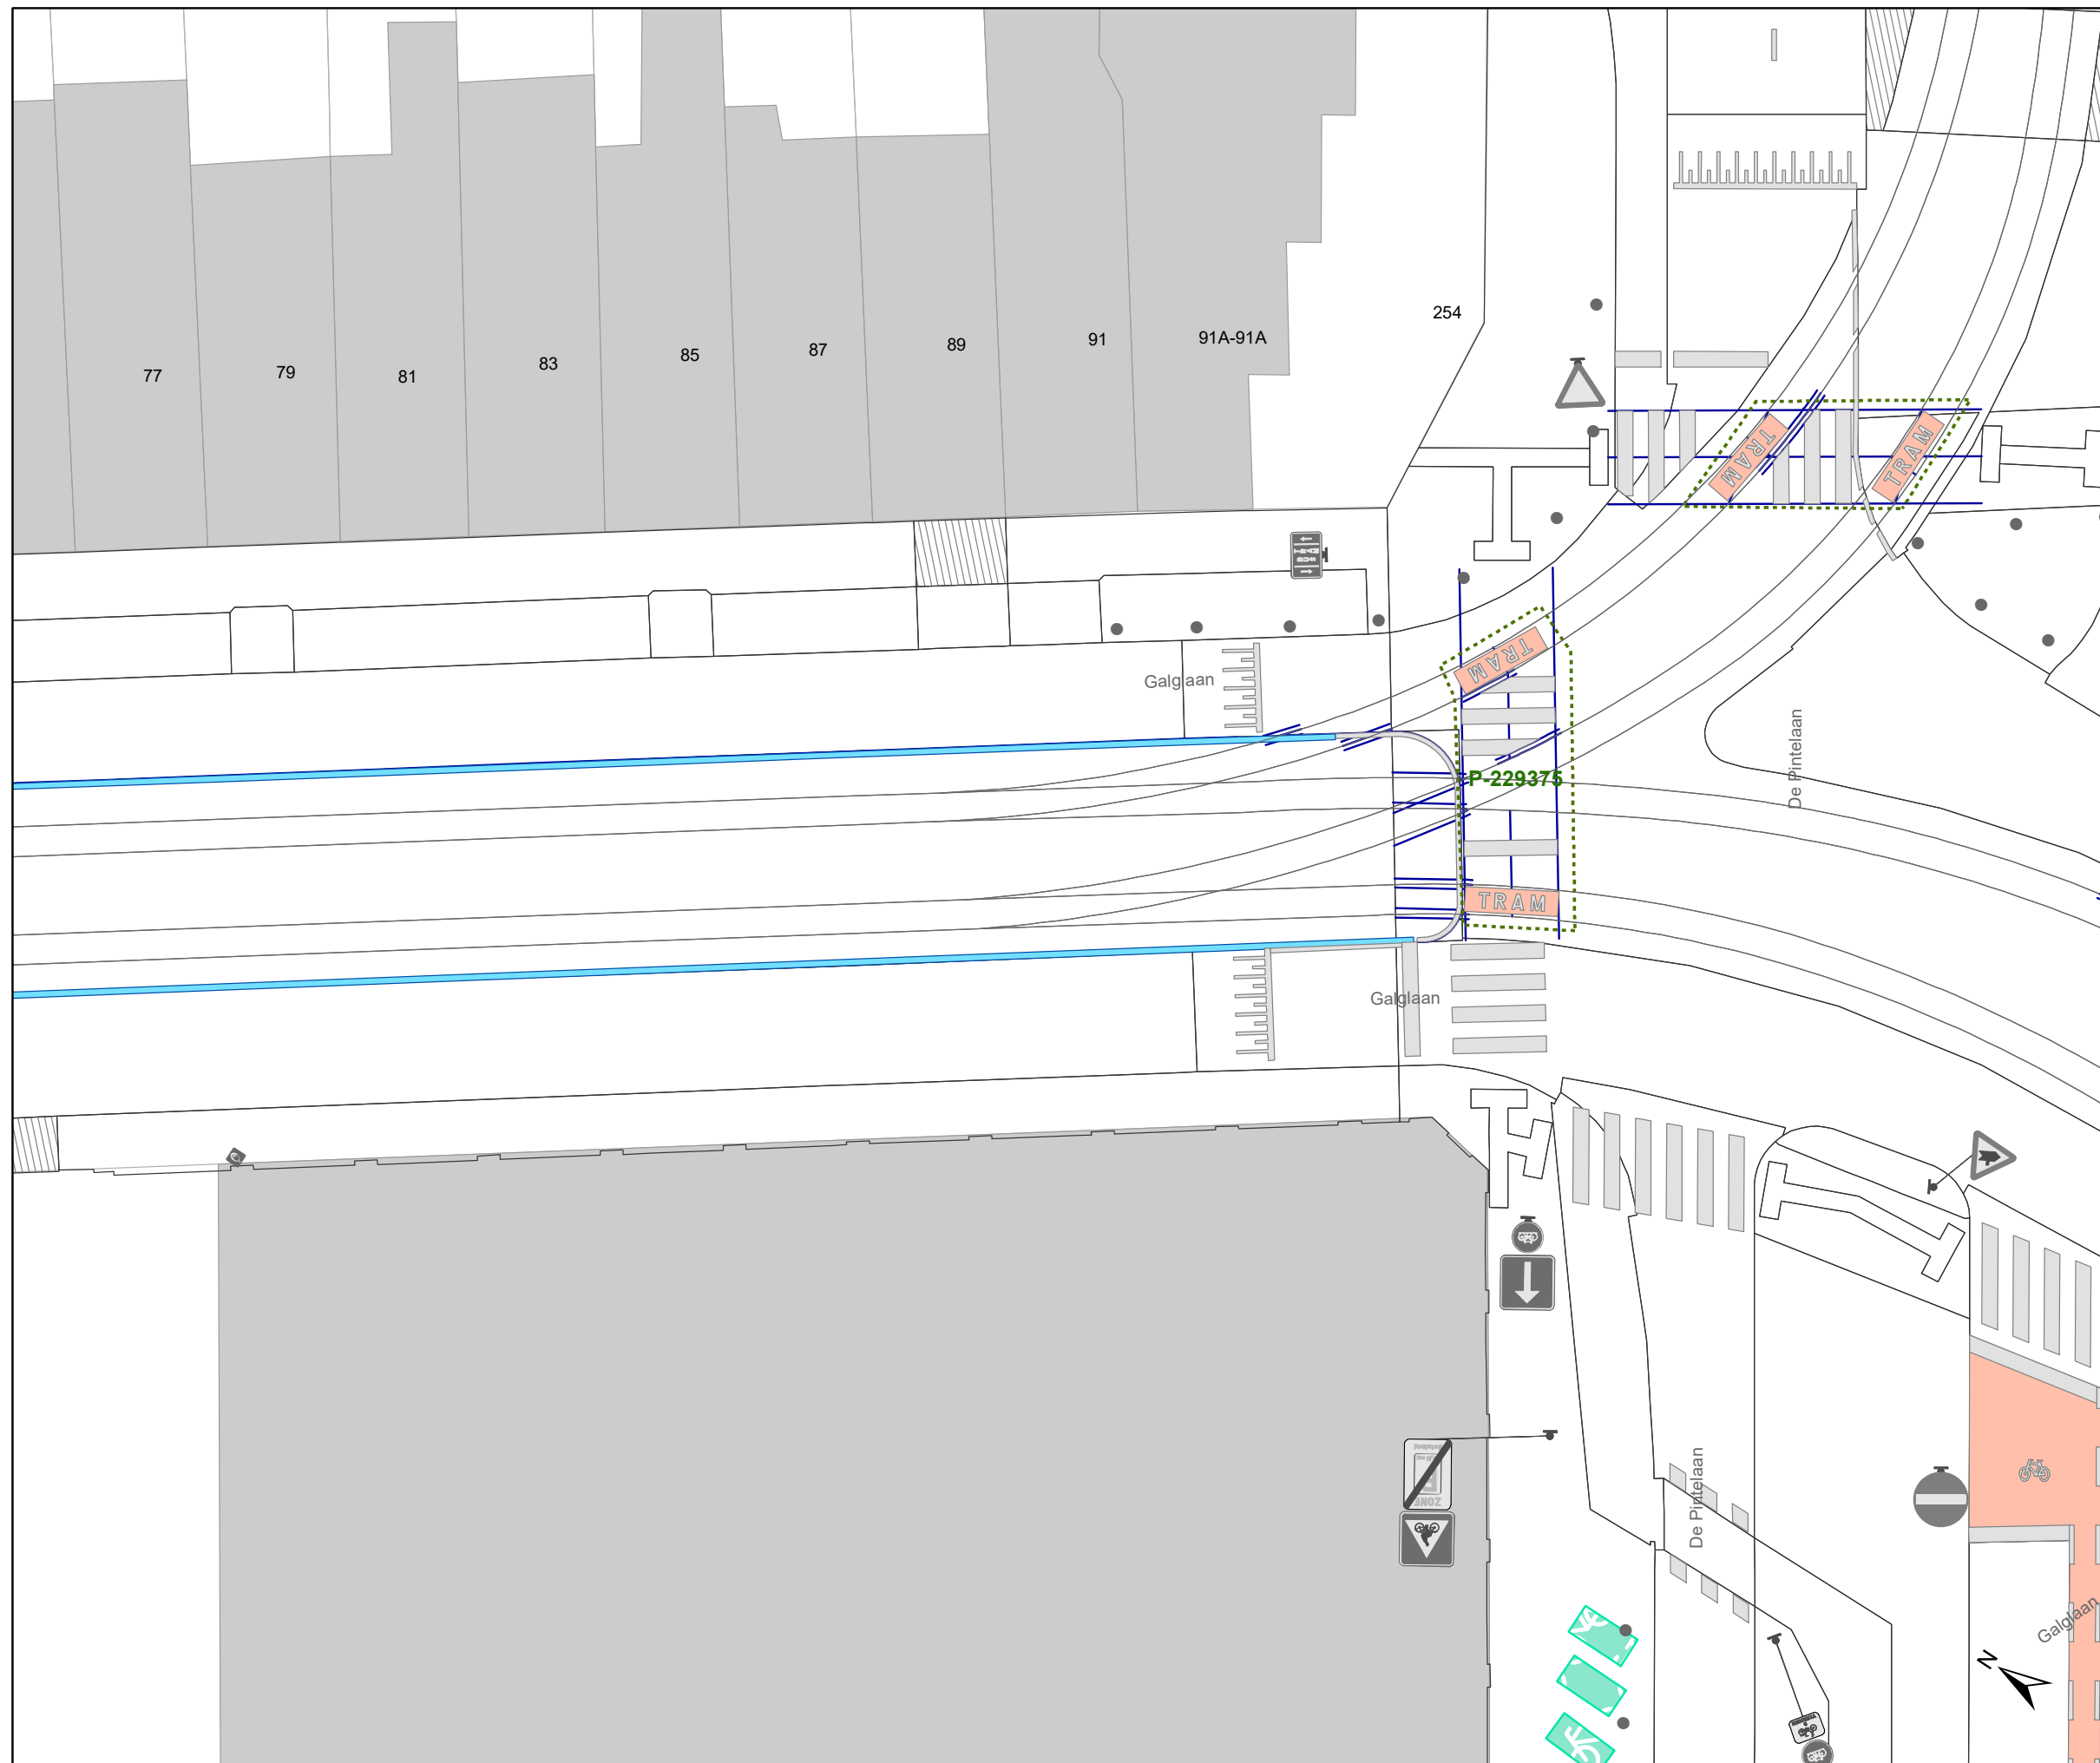 254
91A-91A
91
89
87
85
83
81
79
77
TRAM
TRAM
TRAM
Galglaan
De Pintelaan
P-229375
TRAM
Galglaan
De Pintelaan
ZONE
Galglaan
N